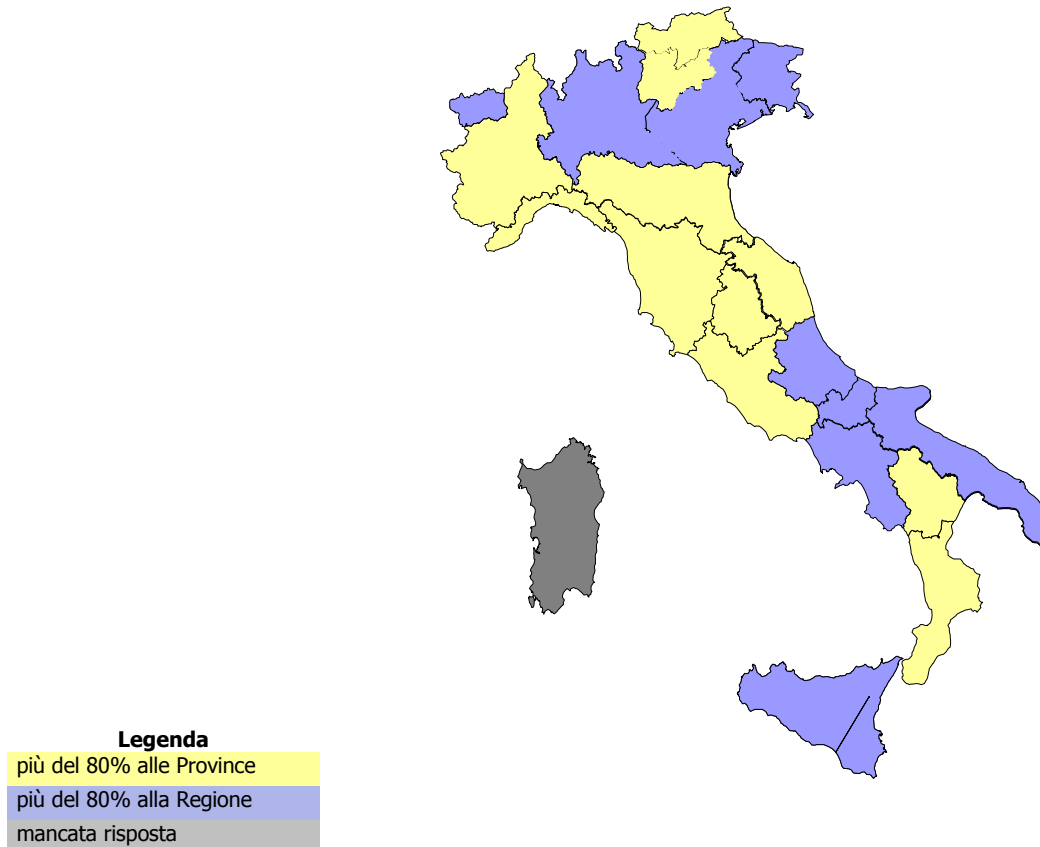 Legenda
più del 80% alle Province
più del 80% alla Regione
mancata risposta